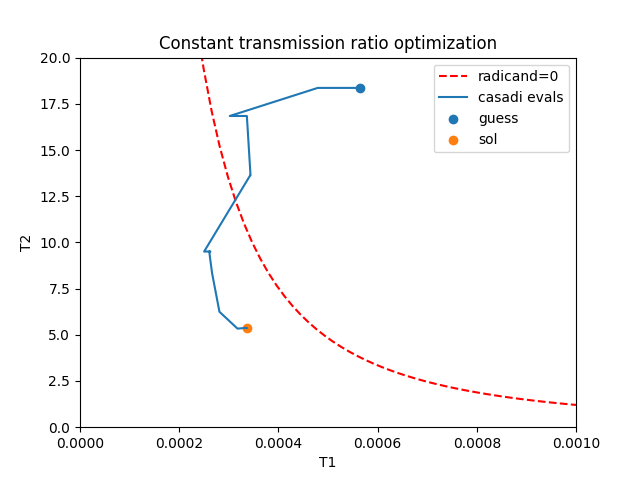 Constant transmission ratio optimization
radicand=0
casadi evals
guess
sol
20.0
17.5
15.0
12.5
10.0
7.5
5.0
2.5
0.0
T2
0.0000 0.0002 0.0004 0.0006 0.0008 0.0010
T1